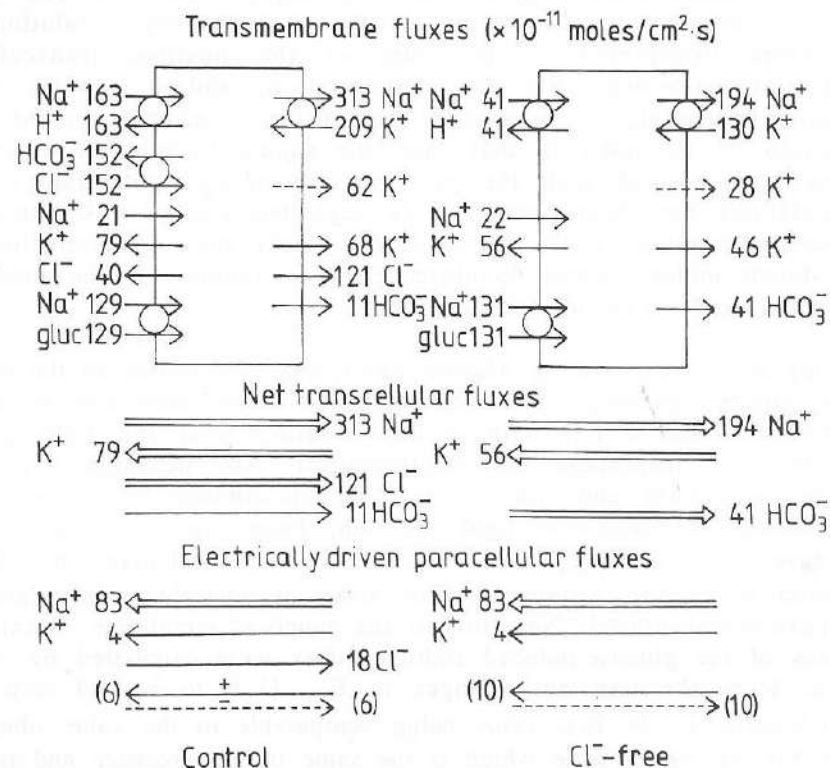 Transmembrane fluxes (×10⁻¹¹ moles/cm²·s)
Na⁺ 163 313 Na⁺ Na⁺ 41 194 Na⁺
H⁺ 163 209 K⁺ H⁺ 41 130 K⁺
HCO₃⁻ 152
Cl⁻ 152 62 K⁺ 28 K⁺
Na⁺ 21 Na⁺ 22
K⁺ 79 68 K⁺ K⁺ 56 46 K⁺
Cl⁻ 40 121 Cl⁻
Na⁺ 129 11 HCO₃⁻ Na⁺ 131 41 HCO₃⁻
gluc 129 gluc 131
Net transcellular fluxes
313 Na⁺ 194 Na⁺
K⁺ 79 K⁺ 56
121 Cl⁻
11 HCO₃⁻ 41 HCO₃⁻
Electrically driven paracellular fluxes
Na⁺ 83 Na⁺ 83
K⁺ 4 K⁺ 4
18 Cl⁻
(6) ± (6) (10) (10)
Control Cl⁻-free